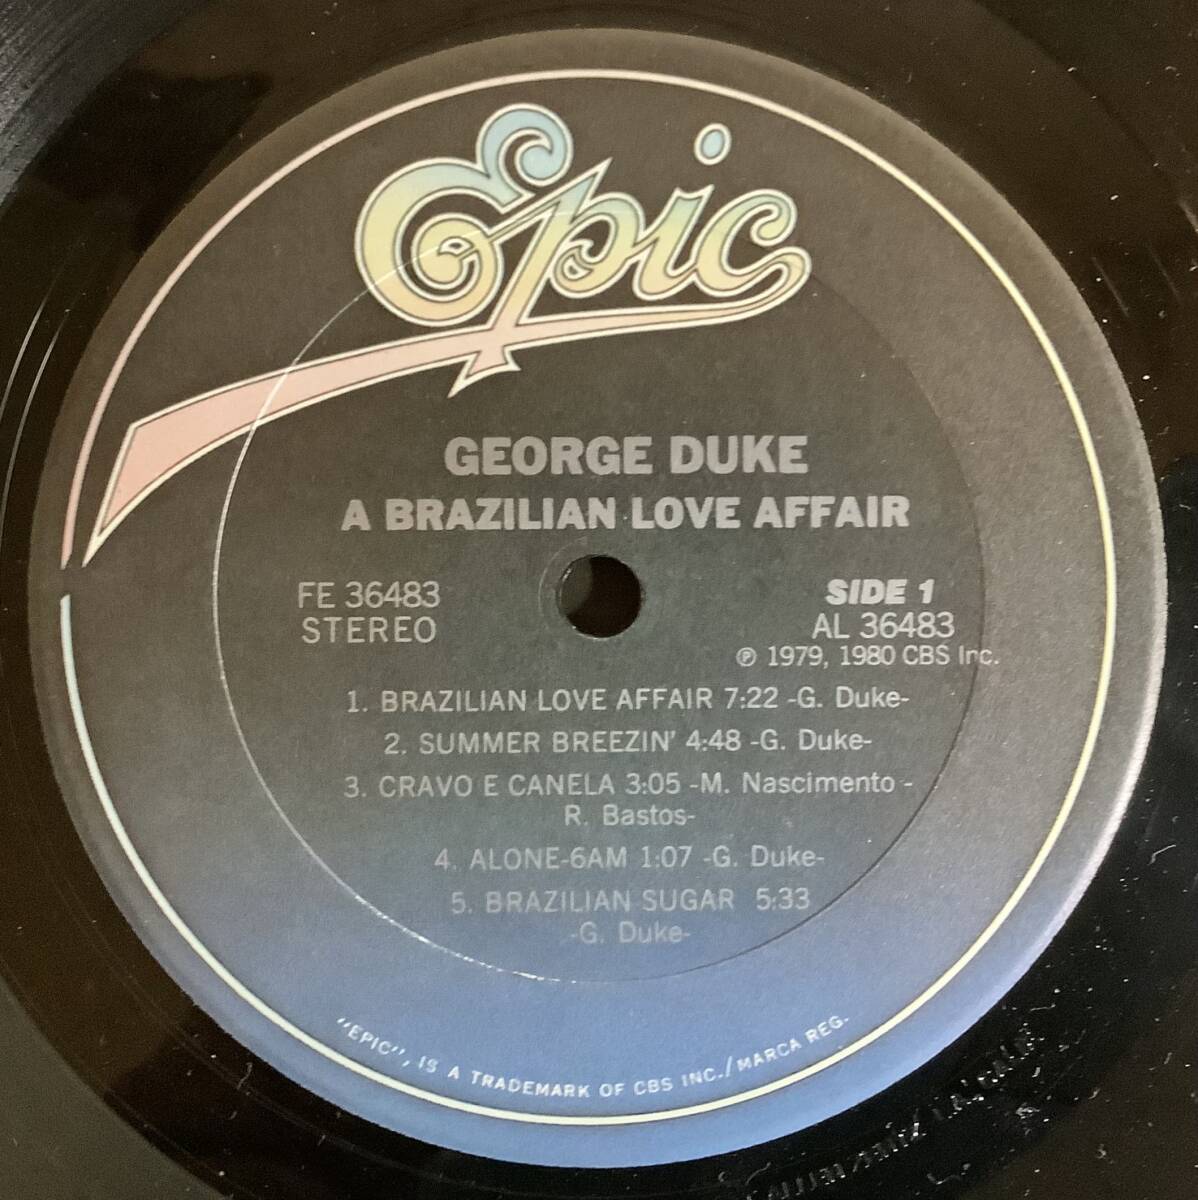 Epic
GEORGE DUKE
A BRAZILIAN LOVE AFFAIR
FE 36483
STEREO
SIDE 1
AL 36483
℗ 1979, 1980 CBS Inc.
1. BRAZILIAN LOVE AFFAIR 7:22 -G. Duke-
2. SUMMER BREEZIN' 4:48 -G. Duke-
3. CRAVO E CANELA 3:05 -M. Nascimento -
R. Bastos-
4. ALONE-6AM 1:07 -G. Duke-
5. BRAZILIAN SUGAR 5:33
-G. Duke-
"EPIC", IS A TRADEMARK OF CBS INC./MARCA REG.